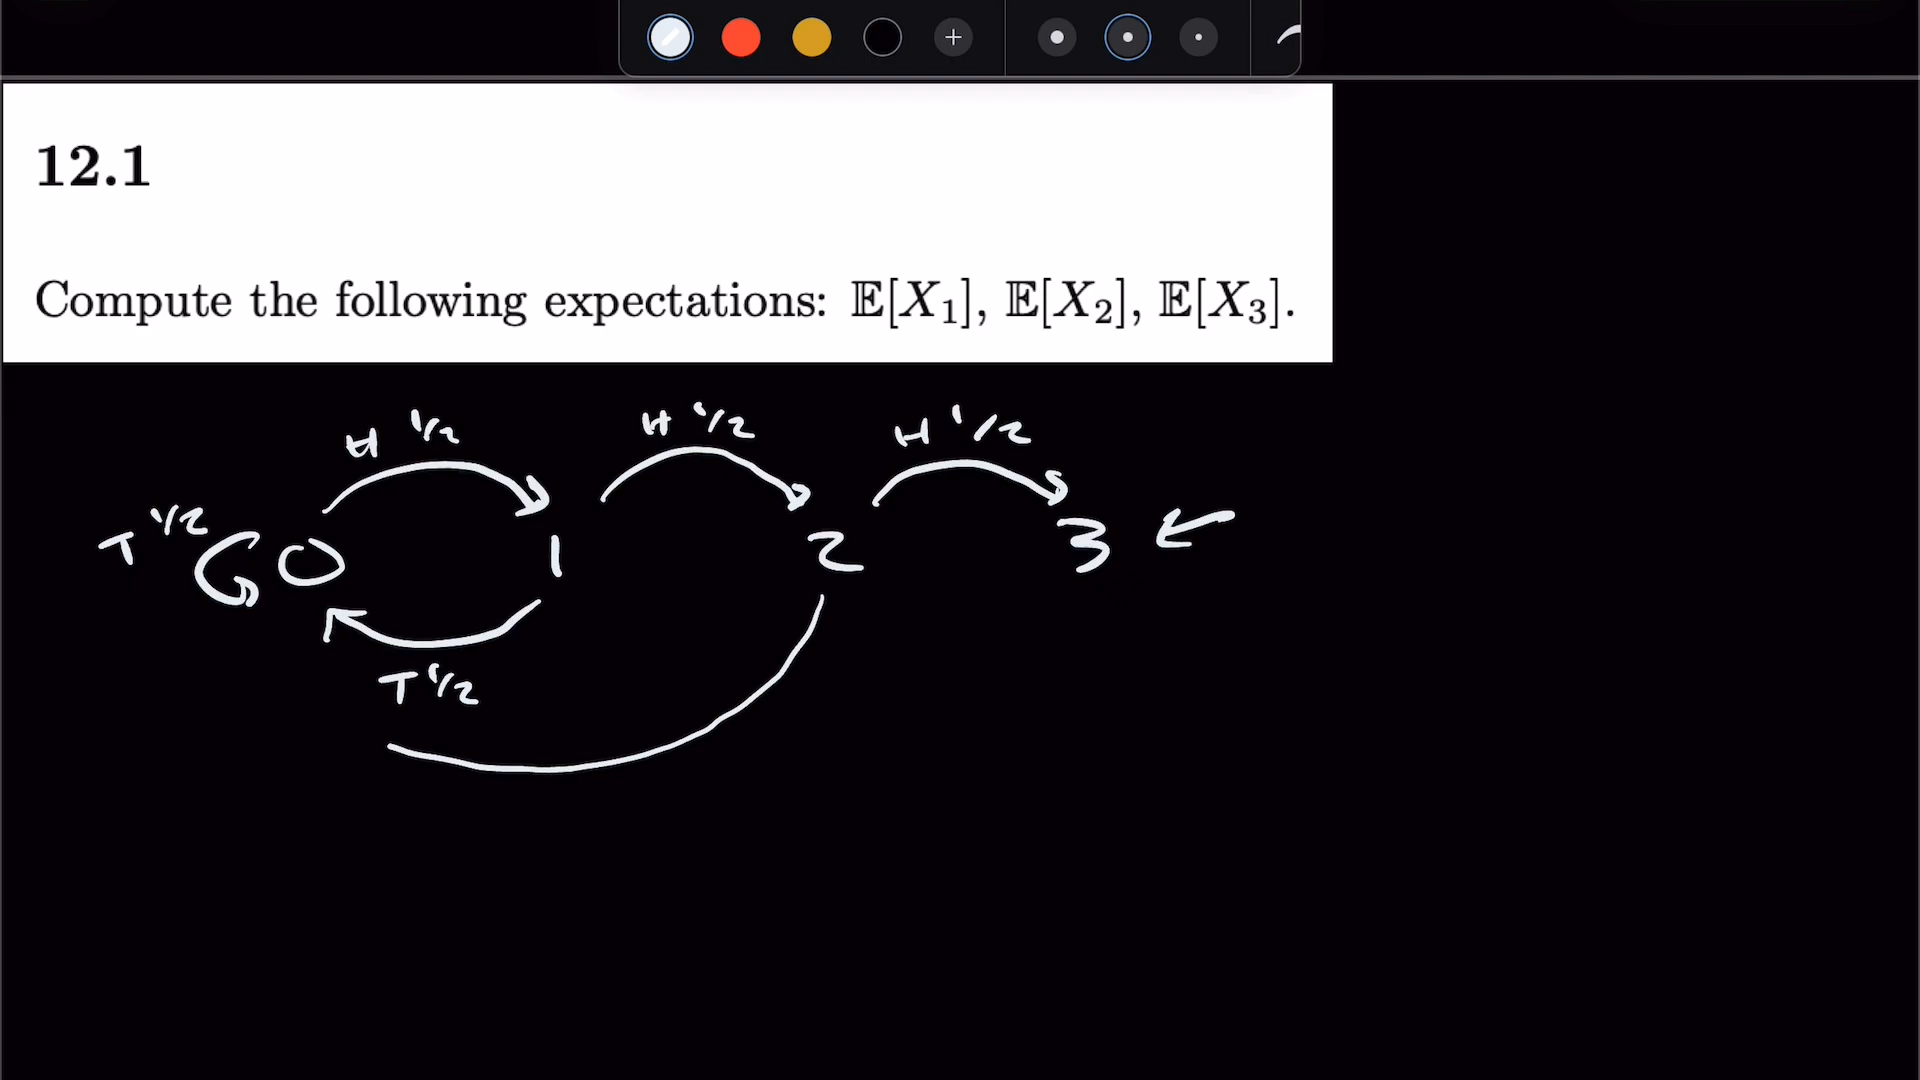 12.1
Compute the following expectations: 𝔼[X₁], 𝔼[X₂], 𝔼[X₃].
H 1/2 H 1/2 H 1/2
T 1/2
0 1 2 3
T 1/2